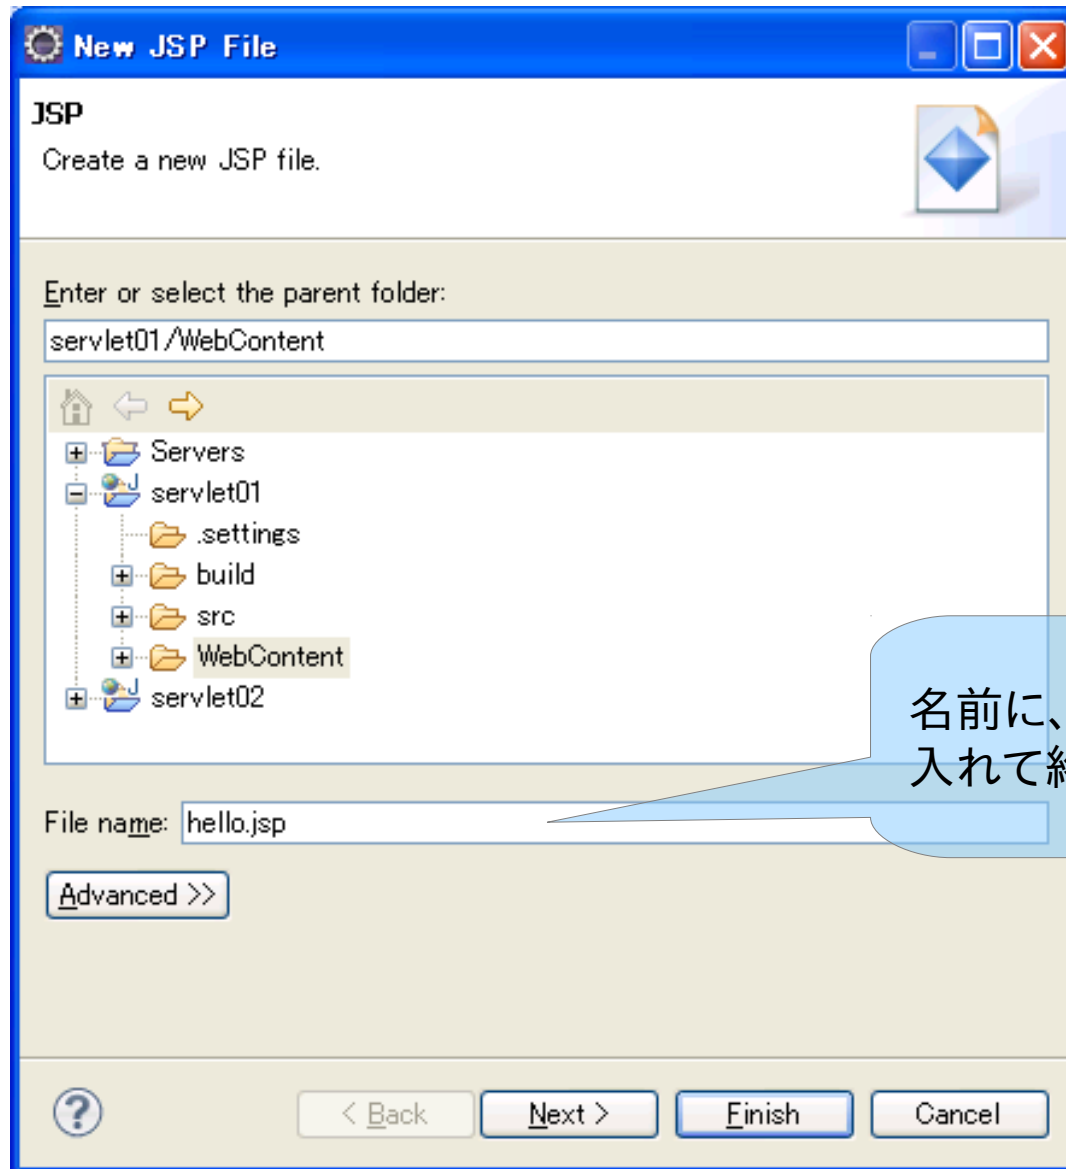 New JSP File
JSP
Create a new JSP file.
Enter or select the parent folder:
servlet01/WebContent
Servers
servlet01
.settings
build
src
WebContent
servlet02
名前に、
入れて
File name: hello.jsp
Advanced >>
< Back Next > Finish Cancel